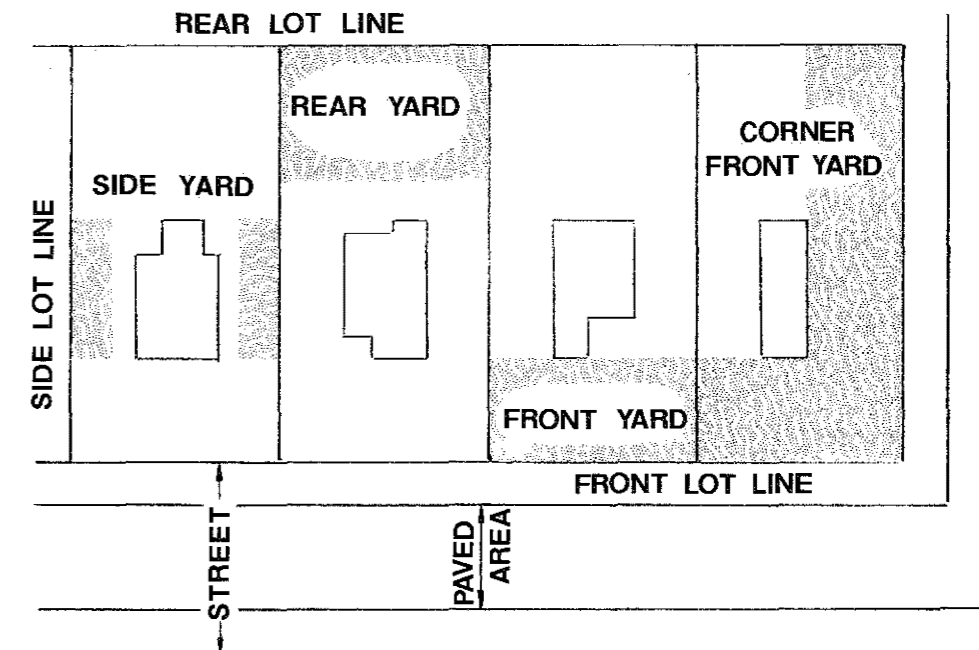 REAR LOT LINE
REAR YARD
CORNER
FRONT YARD
SIDE YARD
SIDE LOT LINE
FRONT YARD
FRONT LOT LINE
STREET
PAVED
AREA